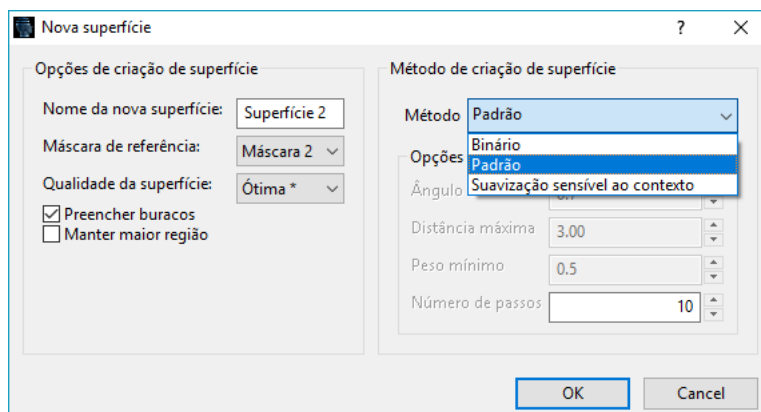 Nova superfície
?
Opções de criação de superfície
Nome da nova superfície: Superfície 2
Máscara de referência: Máscara 2
Qualidade da superfície: Ótima *
Preencher buracos
Manter maior região
Método de criação de superfície
Método Padrão
Binário
Padrão
Suavização sensível ao contexto
Opções
Ângulo
Distância máxima 3.00
Peso mínimo 0.5
Número de passos 10
OK Cancel